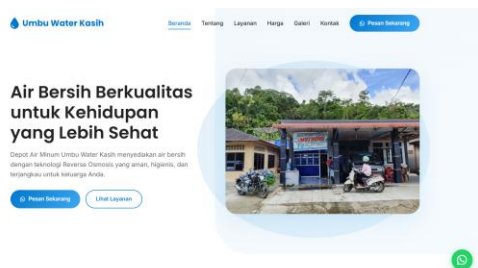 Umbu Water Kasih
Beranda Tentang Layanan Harga Galeri Kontak Pesan Sekarang
Air Bersih Berkualitas
untuk Kehidupan
yang Lebih Sehat
Depot Air Minum Umbu Water Kasih menyediakan air bersih
dengan teknologi Reverse Osmosis yang aman, higienis, dan
terjangkau untuk keluarga Anda.
Pesan Sekarang Lihat Layanan